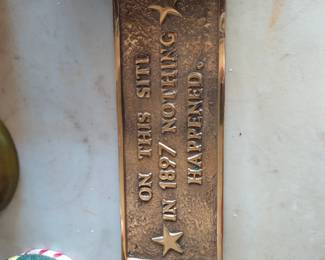 ON THIS SITE
IN 1897 NOTHING
HAPPENED.